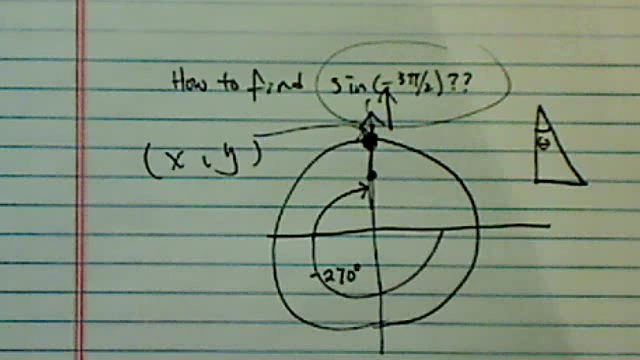 How to find sin(-3π/2)??
(x,y)
θ
-270°